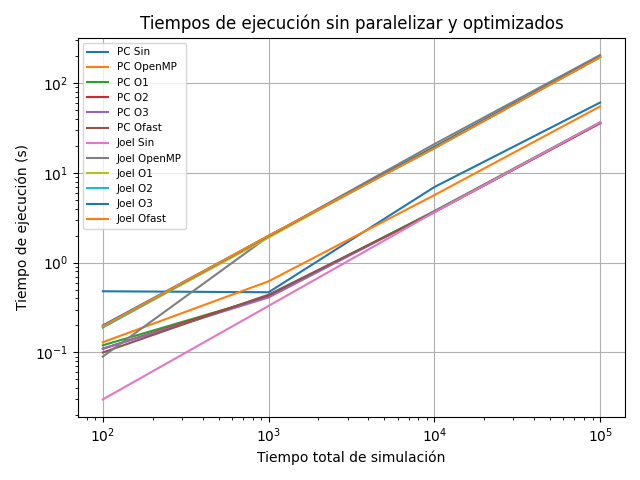 Tiempos de ejecución sin paralelizar y optimizados
PC Sin
PC OpenMP
PC O1
PC O2
PC O3
PC Ofast
Joel Sin
Joel OpenMP
Joel O1
Joel O2
Joel O3
Joel Ofast
Tiempo de ejecución (s)
10²
10¹
10⁰
10⁻¹
10² 10³ 10⁴ 10⁵
Tiempo total de simulación